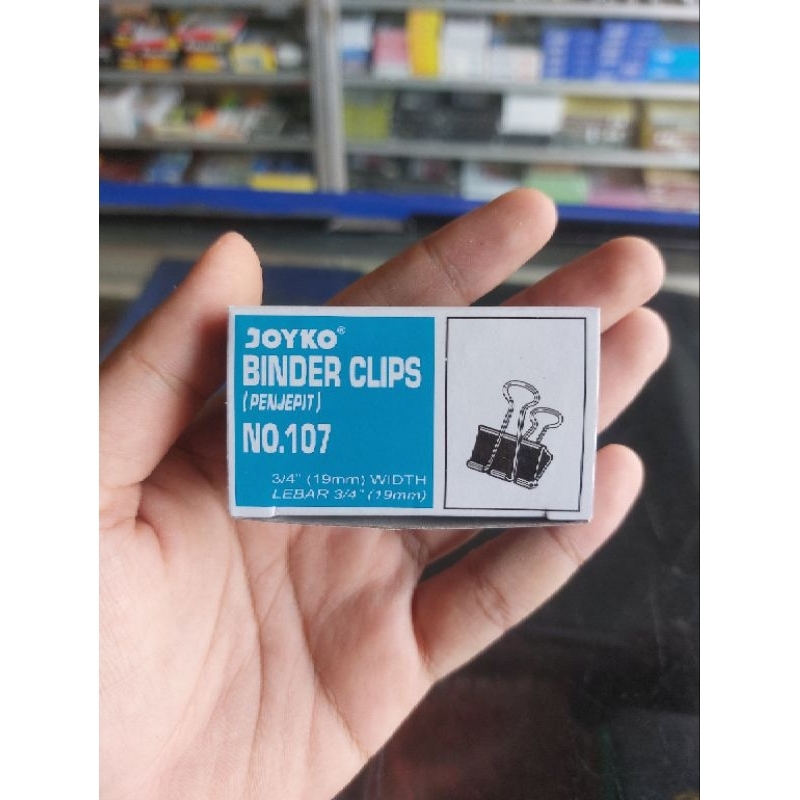 JOYKO®
BINDER CLIPS
(PENJEPIT)
NO.107
3/4" (19mm) WIDTH
LEBAR 3/4" (19mm)